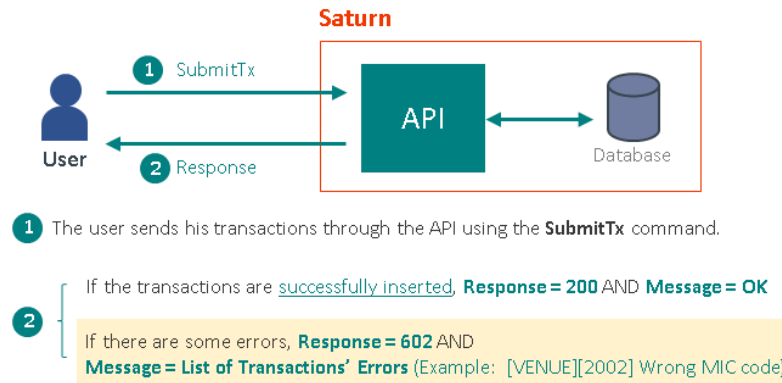 Saturn
1 SubmitTx
API
User
2 Response
Database
1 The user sends his transactions through the API using the SubmitTx command.
If the transactions are successfully inserted, Response = 200 AND Message = OK
2
If there are some errors, Response = 602 AND
Message = List of Transactions' Errors (Example: [VENUE][2002] Wrong MIC code)